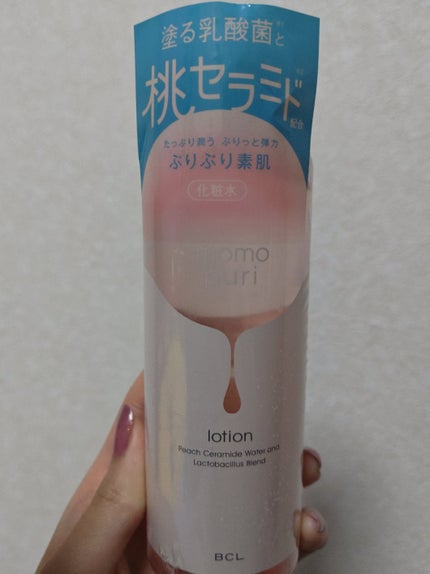 塗る乳酸菌※と
桃セラミド
配合
たっぷり潤う ぷりっと弾力
ぷりぷり素肌
化粧水
momo
puri
lotion
Peach Ceramide Water and
Lactobacillus Blend
BCL